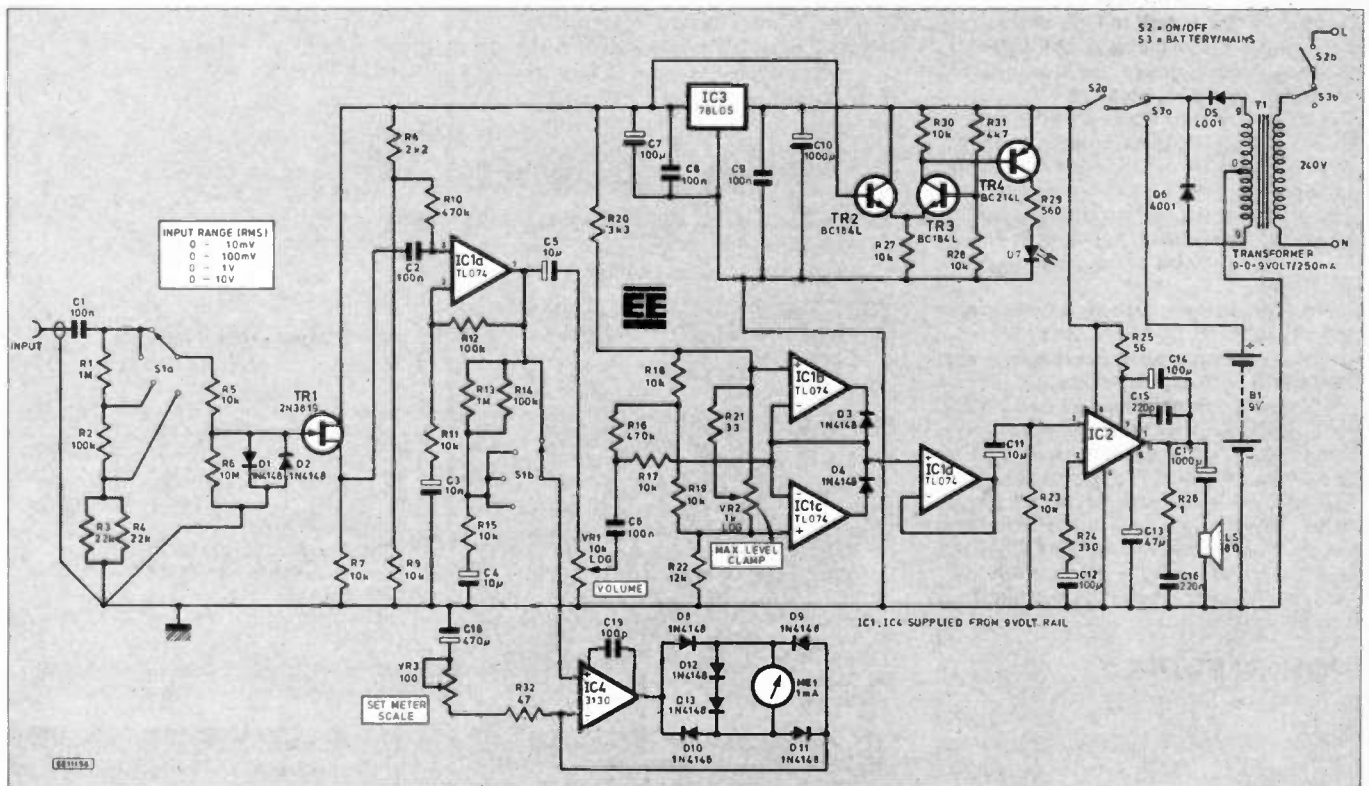 S2 = ON/OFF
S3 = BATTERY/MAINS
L
S2b
S3b
S2a
S3a
D5
4001
9
T1
0
240V
D6
4001
9
N
TRANSFORMER
9-0-9VOLT/250mA
IC3
78L05
C7
100µ
C8
100n
C9
100n
C10
1000µ
R30
10k
R31
4k7
TR4
BC214L
TR2
BC184L
TR3
BC184L
R29
560
R27
10k
R28
10k
D7
R6
2k2
R10
470k
R20
3k3
INPUT RANGE (RMS)
0 - 10mV
0 - 100mV
0 - 1V
0 - 10V
C2
100n
3
2
1
IC1a
TL074
C5
10µ
EE
C1
100n
INPUT
R1
1M
S1a
R5
10k
TR1
2N3819
R2
100k
R6
10M
D1
1N4148
D2
1N4148
R3
22k
R4
22k
R7
10k
R9
10k
R12
100k
R11
10k
R13
1M
R14
100k
C3
10n
S1b
R15
10k
C4
10µ
R18
10k
R16
470k
R17
10k
R21
33
R19
10k
VR2
1k
LOG
C6
100n
VR1
10k
LOG
VOLUME
R22
12k
MAX. LEVEL
CLAMP
IC1b
TL074
D3
1N4148
D4
1N4148
IC1c
TL074
IC1d
TL074
C11
10µ
R25
56
C14
100µ
C15
220p
IC2
C17
1000µ
R23
10k
R24
330
C12
100µ
C13
47µ
R26
1
C16
220n
LS
8Ω
B1
9V
IC1, IC4 SUPPLIED FROM 9VOLT RAIL
C18
470µ
VR3
100
SET METER
SCALE
R32
47
C19
100p
IC4
3130
D8
1N4148
D9
1N4148
D12
1N4148
D13
1N4148
ME1
1mA
D10
1N4148
D11
1N4148